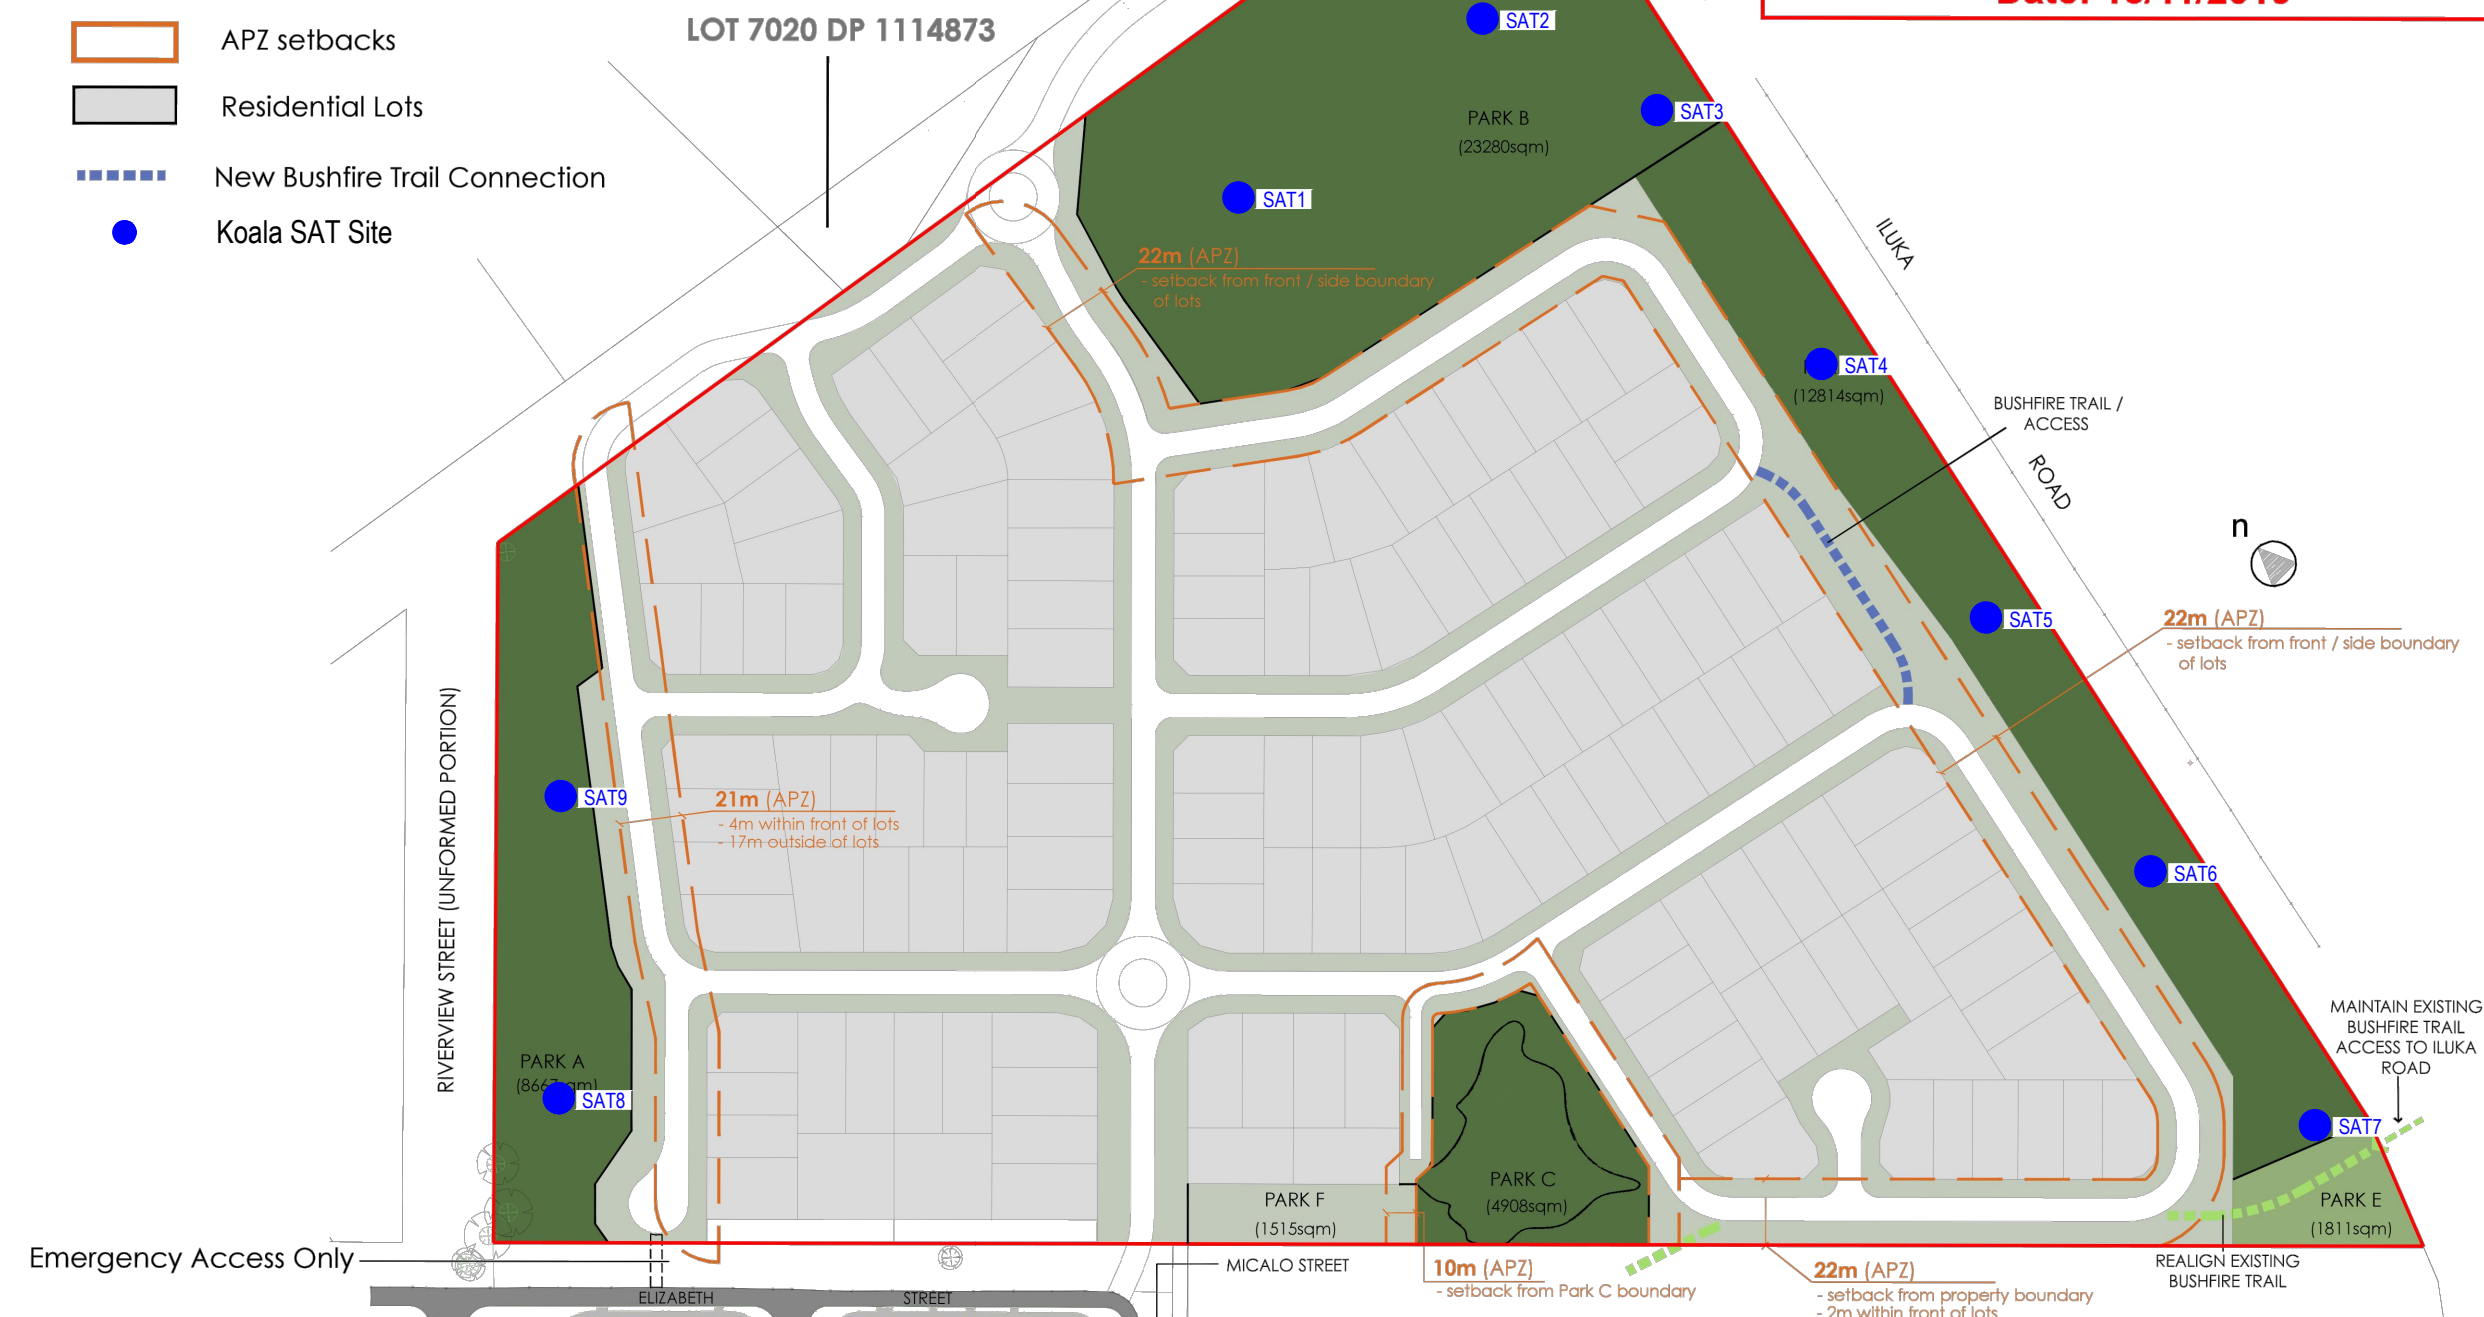 APZ setbacks
Residential Lots
New Bushfire Trail Connection
Koala SAT Site
LOT 7020 DP 1114873
SAT2
SAT3
PARK B
(23280sqm)
SAT1
22m (APZ)
- setback from front / side boundary
of lots
ILUKA
ROAD
SAT4
(12814sqm)
BUSHFIRE TRAIL /
ACCESS
n
SAT5
22m (APZ)
- setback from front / side boundary
of lots
RIVERVIEW STREET (UNFORMED PORTION)
SAT9
21m (APZ)
- 4m within front of lots
- 17m outside of lots
SAT6
MAINTAIN EXISTING
BUSHFIRE TRAIL
ACCESS TO ILUKA
ROAD
PARK A
SAT8
SAT7
PARK C
(4908sqm)
PARK F
(1515sqm)
PARK E
(1811sqm)
Emergency Access Only
MICALO STREET
10m (APZ)
- setback from Park C boundary
22m (APZ)
- setback from property boundary
- 2m within front of lots
REALIGN EXISTING
BUSHFIRE TRAIL
ELIZABETH STREET